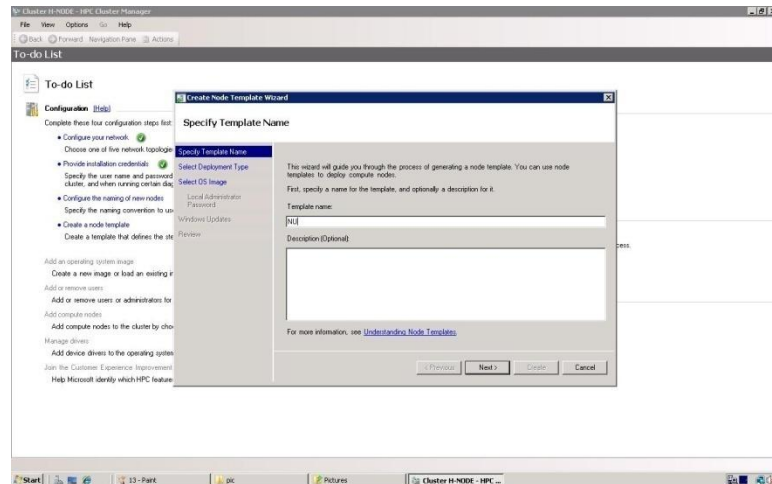 Cluster H-NODE - HPC Cluster Manager
File View Options Go Help
Back Forward Navigation Pane Actions
To-do List
To-do List
Configuration [Help]
Complete these four configuration steps first
Configure your network.
Choose one of five network topologie
Provide installation credentials
Specify the user name and password
cluster, and when running certain diag
Configure the naming of new nodes
Specify the naming convention to us
Create a node template
Create a template that defines the ste
Add an operating system image
Create a new image or load an existing ir
Add or remove users
Add or remove users or administrators for
Add compute nodes
Add compute nodes to the cluster by cho
Manage drivers
Add device drivers to the operating system
Join the Customer Experience Improvement
Help Microsoft identify which HPC feature
Create Node Template Wizard
Specify Template Name
Specify Template Name
Select Deployment Type
Select OS Image
Local Administrator
Password
Windows Updates
Review
This wizard will guide you through the process of generating a node template. You can use node
templates to deploy compute nodes.
First, specify a name for the template, and optionally a description for it.
Template name:
NU
Description (Optional):
For more information, see Understanding Node Templates.
< Previous Next > Create Cancel
Start 13 - Paint pic Pictures Cluster H-NODE - HPC ...